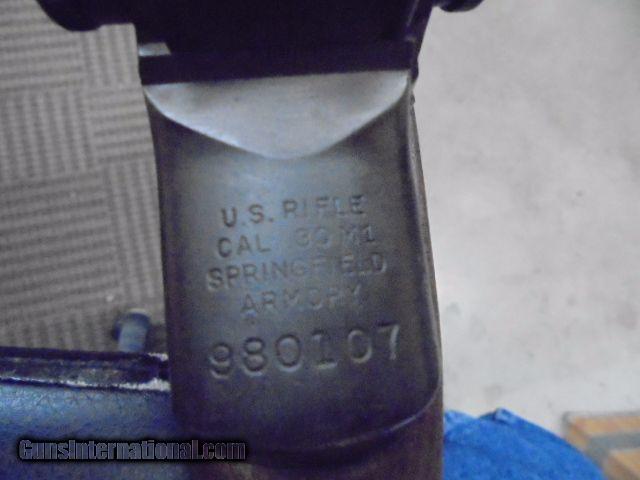 U.S. RIFLE
CAL .30 M1
SPRINGFIELD
ARMORY
980107
GunsInternational.com